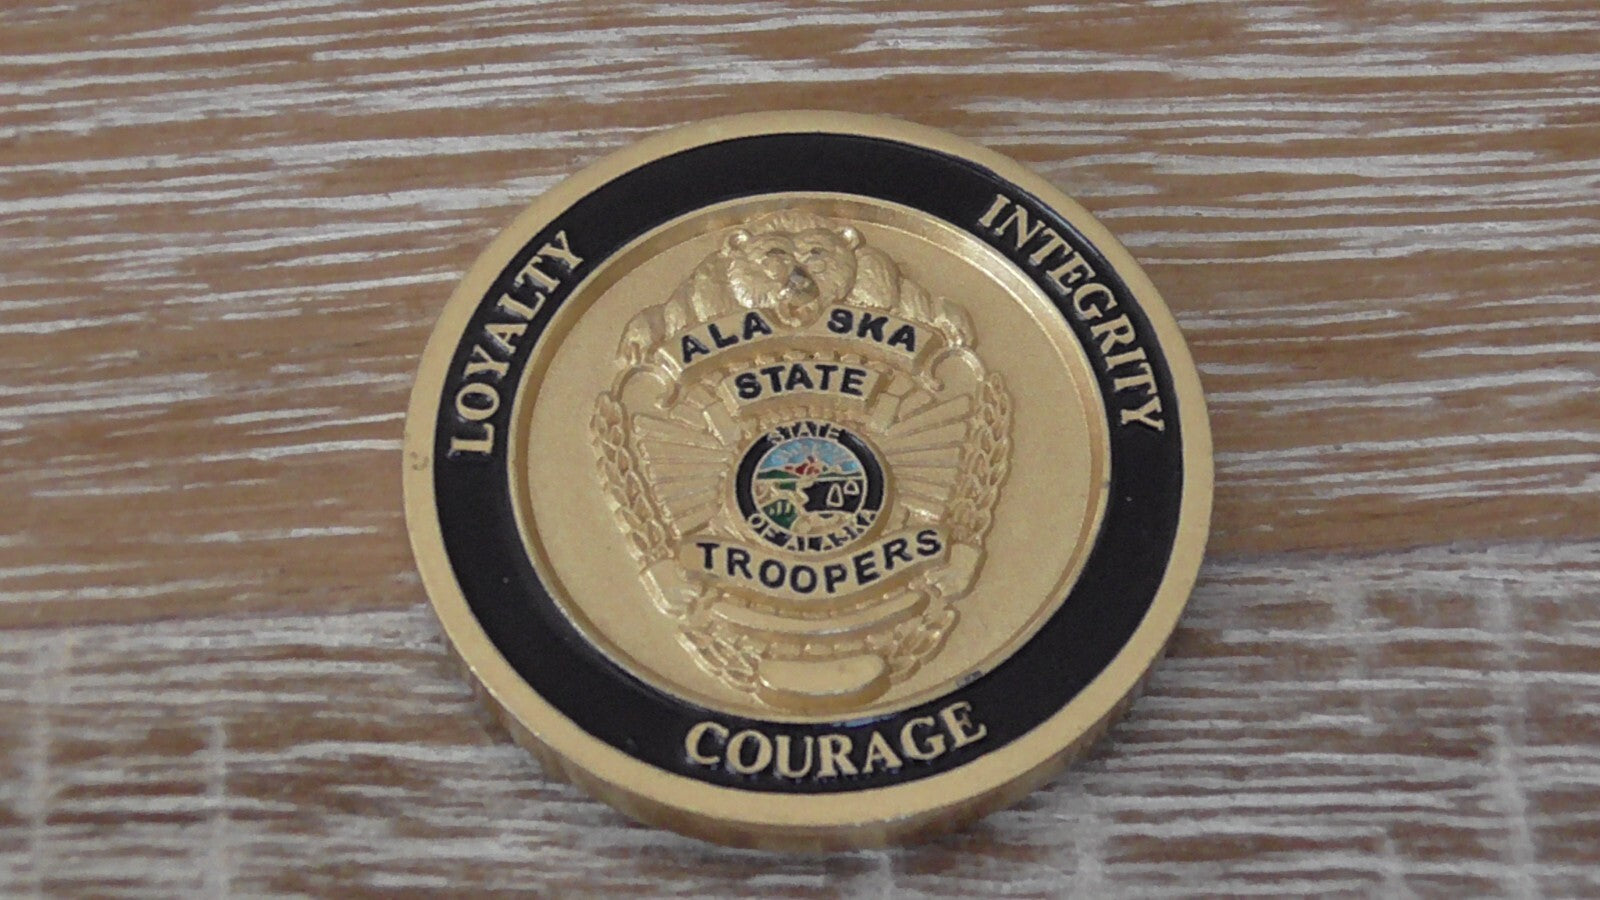 LOYALTY
INTEGRITY
ALASKA
STATE
STATE
OF ALASKA
TROOPERS
COURAGE